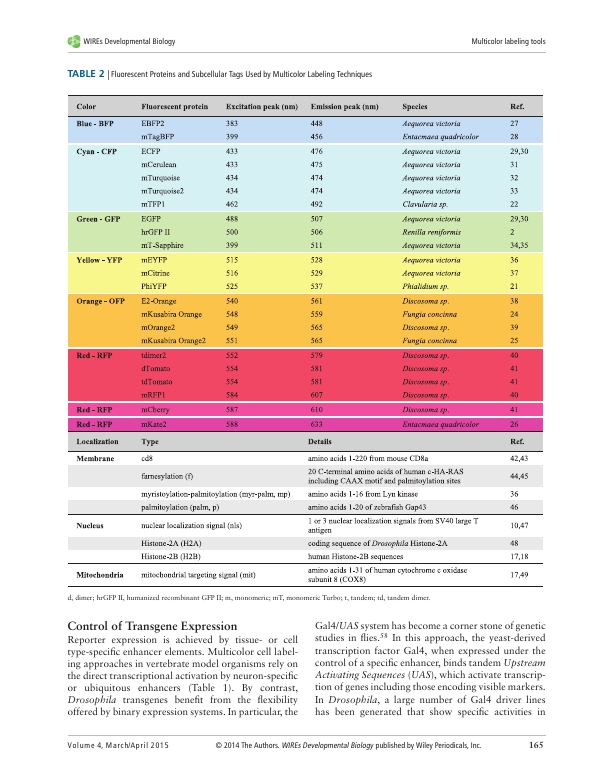 WIREs Developmental Biology Multicolor labeling tools
TABLE 2 | Fluorescent Proteins and Subcellular Tags Used by Multicolor Labeling Techniques
Color Fluorescent protein Excitation peak (nm) Emission peak (nm) Species Ref.
Blue - BFP EBFP2 383 448 Aequorea victoria 27
mTagBFP 399 456 Entacmaea quadricolor 28
Cyan - CFP ECFP 433 476 Aequorea victoria 29,30
mCerulean 433 475 Aequorea victoria 31
mTurquoise 434 474 Aequorea victoria 32
mTurquoise2 434 474 Aequorea victoria 33
mTFP1 462 492 Clavularia sp. 22
Green - GFP EGFP 488 507 Aequorea victoria 29,30
hrGFP II 500 506 Renilla reniformis 2
mT-Sapphire 399 511 Aequorea victoria 34,35
Yellow – YFP mEYFP 515 528 Aequorea victoria 36
mCitrine 516 529 Aequorea victoria 37
PhiYFP 525 537 Phialidium sp. 21
Orange – OFP E2-Orange 540 561 Discosoma sp. 38
mKusabira Orange 548 559 Fungia concinna 24
mOrange2 549 565 Discosoma sp. 39
mKusabira Orange2 551 565 Fungia concinna 25
Red – RFP tdimer2 552 579 Discosoma sp. 40
dTomato 554 581 Discosoma sp. 41
tdTomato 554 581 Discosoma sp. 41
mRFP1 584 607 Discosoma sp. 40
Red – RFP mCherry 587 610 Discosoma sp. 41
Red – RFP mKate2 588 633 Entacmaea quadricolor 26
Localization Type Details Ref.
Membrane cd8 amino acids 1-220 from mouse CD8a 42,43
farnesylation (f) 20 C-terminal amino acids of human c-HA-RAS
including CAAX motif and palmitoylation sites 44,45
myristoylation-palmitoylation (myr-palm, mp) amino acids 1-16 from Lyn kinase 36
palmitoylation (palm, p) amino acids 1-20 of zebrafish Gap43 46
Nucleus nuclear localization signal (nls) 1 or 3 nuclear localization signals from SV40 large T
antigen 10,47
Histone-2A (H2A) coding sequence of Drosophila Histone-2A 48
Histone-2B (H2B) human Histone-2B sequences 17,18
Mitochondria mitochondrial targeting signal (mit) amino acids 1-31 of human cytochrome c oxidase
subunit 8 (COX8) 17,49
d, dimer; hrGFP II, humanized recombinant GFP II; m, monomeric; mT, monomeric Turbo; t, tandem; td, tandem dimer.
Control of Transgene Expression
Reporter expression is achieved by tissue- or cell
type-specific enhancer elements. Multicolor cell label-
ing approaches in vertebrate model organisms rely on
the direct transcriptional activation by neuron-specific
or ubiquitous enhancers (Table 1). By contrast,
Drosophila transgenes benefit from the flexibility
offered by binary expression systems. In particular, the
Gal4/UAS system has become a corner stone of genetic
studies in flies.58 In this approach, the yeast-derived
transcription factor Gal4, when expressed under the
control of a specific enhancer, binds tandem Upstream
Activating Sequences (UAS), which activate transcrip-
tion of genes including those encoding visible markers.
In Drosophila, a large number of Gal4 driver lines
has been generated that show specific activities in
Volume 4, March/April 2015 © 2014 The Authors. WIREs Developmental Biology published by Wiley Periodicals, Inc. 165